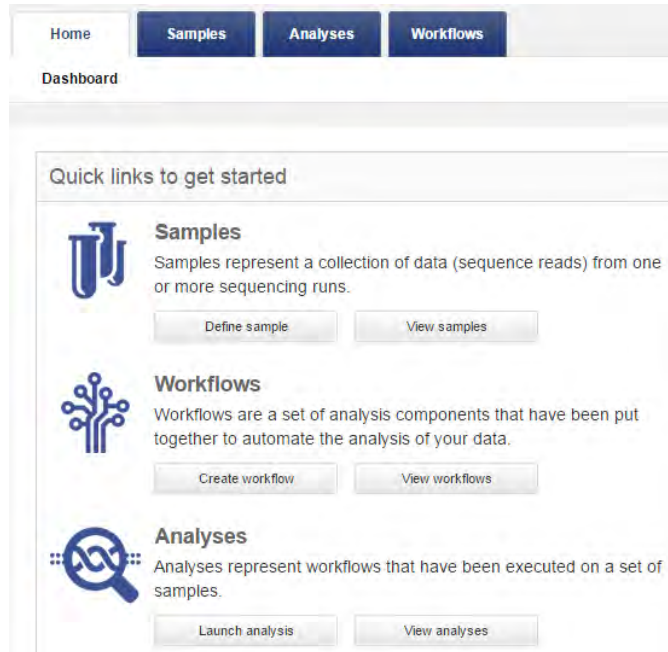 Home Samples Analyses Workflows
Dashboard
Quick links to get started
Samples
Samples represent a collection of data (sequence reads) from one
or more sequencing runs.
Define sample View samples
Workflows
Workflows are a set of analysis components that have been put
together to automate the analysis of your data.
Create workflow View workflows
Analyses
Analyses represent workflows that have been executed on a set of
samples.
Launch analysis View analyses